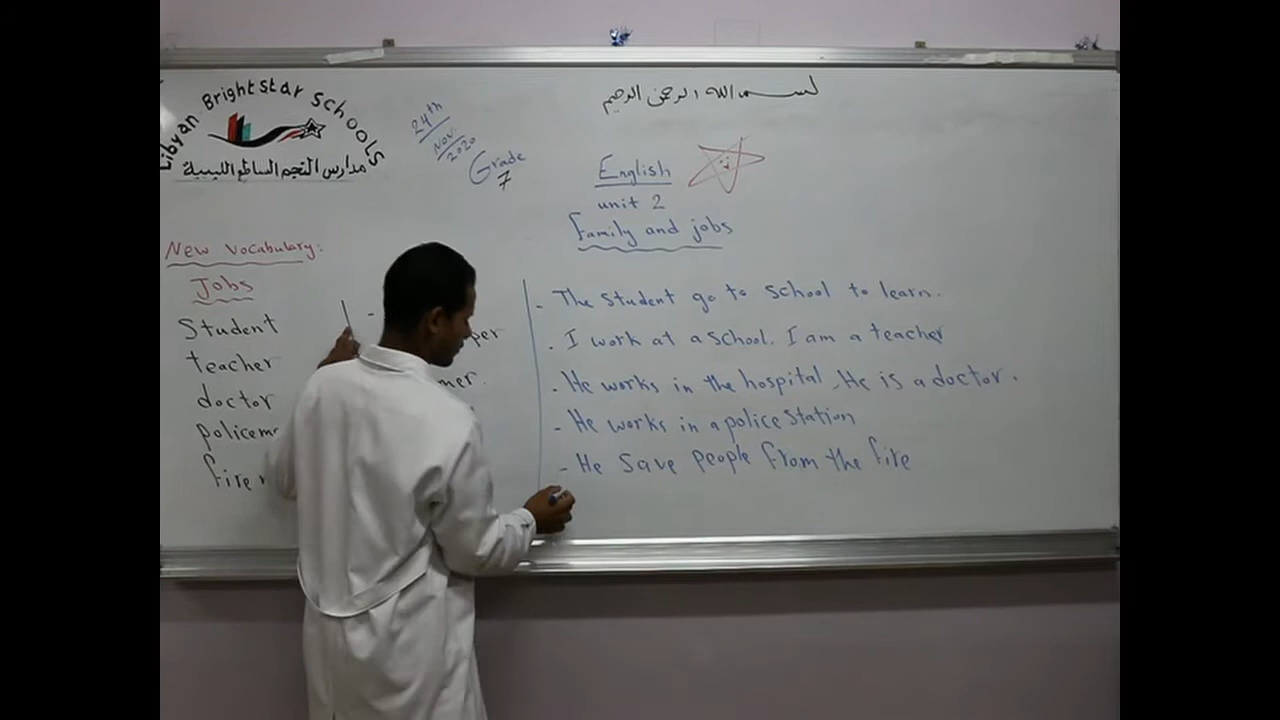 Libyan Bright Star Schools
مدارس النجم الساطع الليبية
24th
Nov.
2020
Grade
7
بسم الله الرحمن الرحيم
English
unit 2
Family and jobs
New vocabulary:
Jobs
Student
teacher
doctor
fire
- The student go to school to learn.
- I work at a school. I am a teacher
- He works in the hospital. He is a doctor.
- He works in a police station
- He save people from the fire